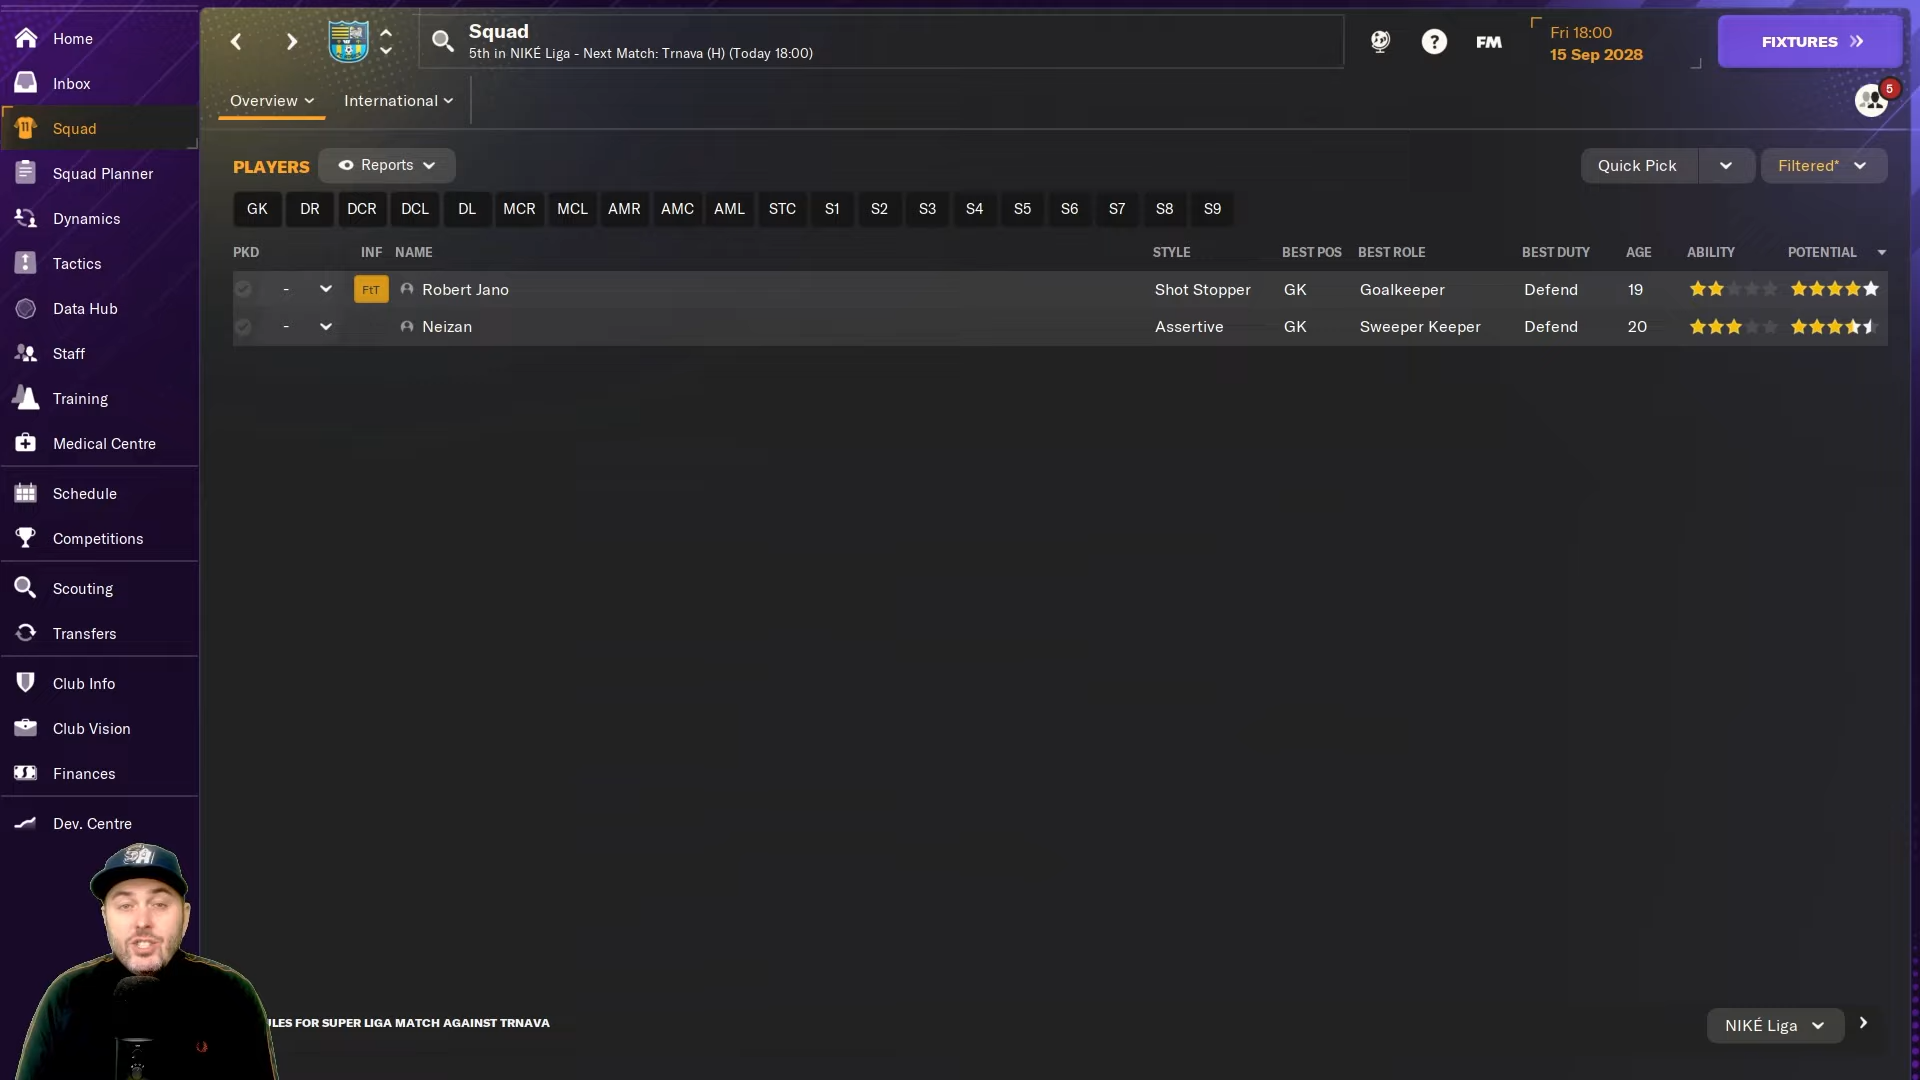 Home
Inbox
Squad
Squad Planner
Dynamics
Tactics
Data Hub
Staff
Training
Medical Centre
Schedule
Competitions
Scouting
Transfers
Club Info
Club Vision
Finances
Dev. Centre
Squad
5th in NIKÉ Liga - Next Match: Trnava (H) (Today 18:00)
?
FM
Fri 18:00
15 Sep 2028
FIXTURES
5
Overview
International
PLAYERS
Reports
Quick Pick
Filtered*
GK DR DCR DCL DL MCR MCL AMR AMC AML STC S1 S2 S3 S4 S5 S6 S7 S8 S9
PKD INF NAME STYLE BEST POS BEST ROLE BEST DUTY AGE ABILITY POTENTIAL
- FtT Robert Jano Shot Stopper GK Goalkeeper Defend 19
- Neizan Assertive GK Sweeper Keeper Defend 20
ULES FOR SUPER LIGA MATCH AGAINST TRNAVA
NIKÉ Liga